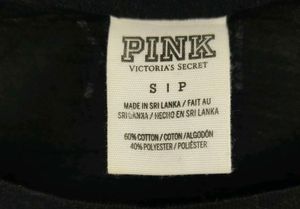 PINK
VICTORIA'S SECRET
S | P
MADE IN SRI LANKA / FAIT AU
SRI LANKA / HECHO EN SRI LANKA
60% COTTON / COTON / ALGODÓN
40% POLYESTER / POLIÉSTER